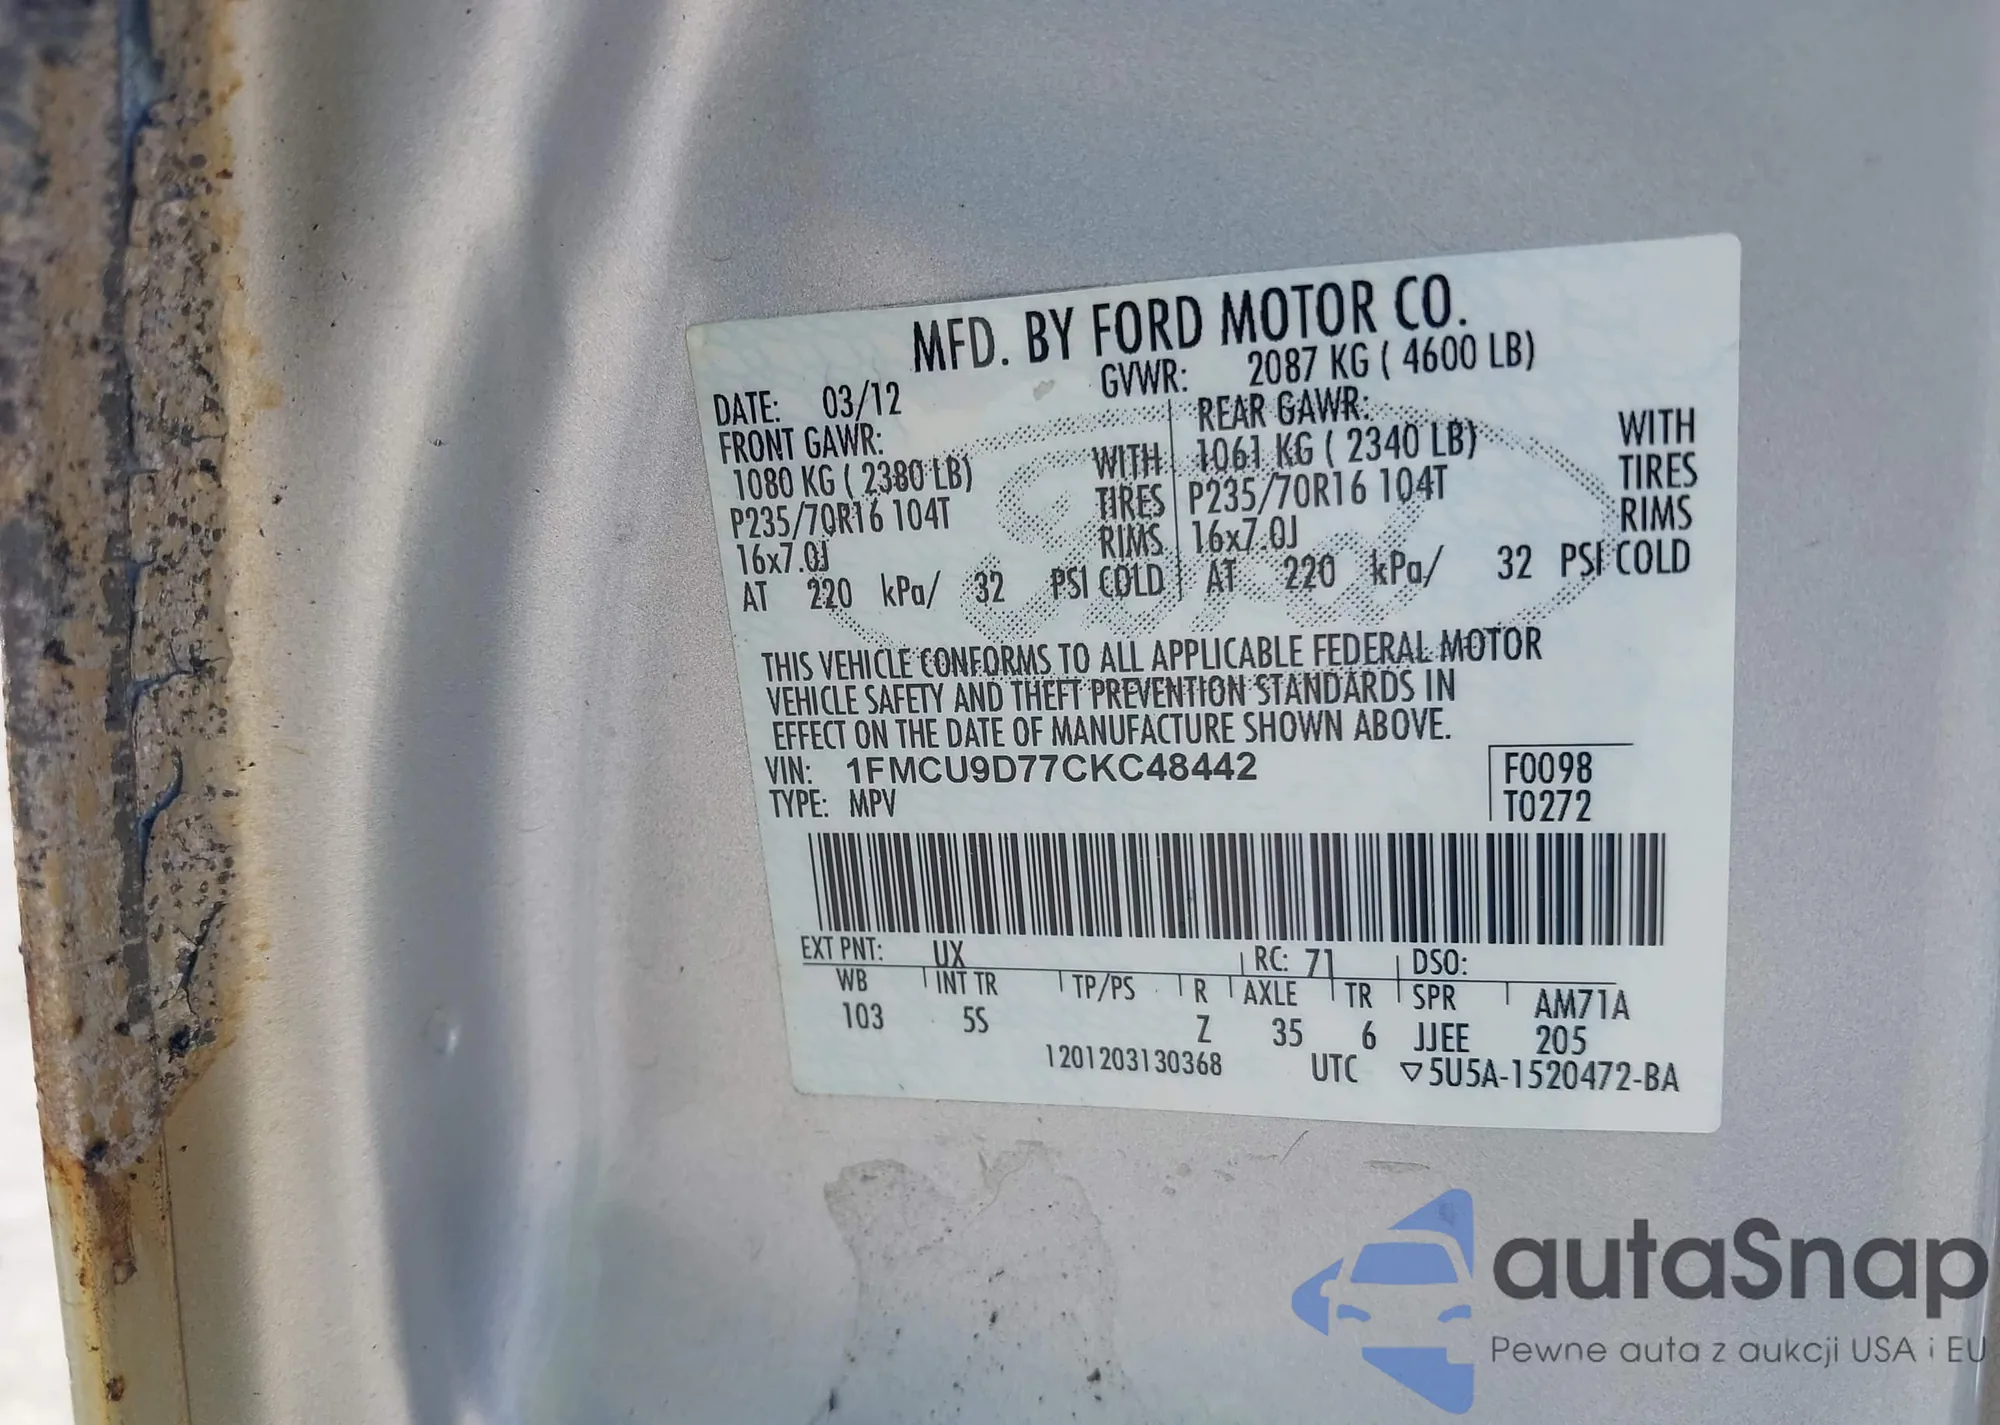 MFD. BY FORD MOTOR CO.
DATE: 03/12 GVWR: 2087 KG ( 4600 LB)
FRONT GAWR: REAR GAWR:
1080 KG ( 2380 LB) WITH 1061 KG ( 2340 LB) WITH
P235/70R16 104T TIRES P235/70R16 104T TIRES
16x7.0J RIMS 16x7.0J RIMS
AT 220 kPa/ 32 PSI COLD AT 220 kPa/ 32 PSI COLD
Ford
THIS VEHICLE CONFORMS TO ALL APPLICABLE FEDERAL MOTOR
VEHICLE SAFETY AND THEFT PREVENTION STANDARDS IN
EFFECT ON THE DATE OF MANUFACTURE SHOWN ABOVE.
VIN: 1FMCU9D77CKC48442 F0098
TYPE: MPV T0272
EXT PNT: UX RC: 71 DSO:
WB INT TR TP/PS R AXLE TR SPR AM71A
103 5S Z 35 6 JJEE 205
1201203130368 UTC ▽5U5A-1520472-BA
autaSnap
Pewne auta z aukcji USA i EU